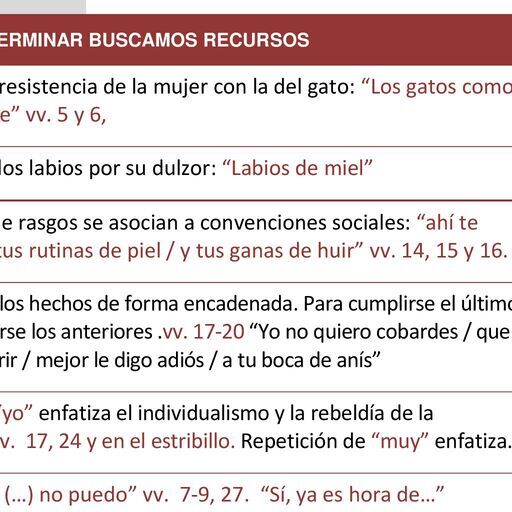 ERMINAR BUSCAMOS RECURSOS
resistencia de la mujer con la del gato: “Los gatos como
e” vv. 5 y 6,
los labios por su dulzor: “Labios de miel”
e rasgos se asocian a convenciones sociales: “ahí te
tus rutinas de piel / y tus ganas de huir” vv. 14, 15 y 16.
los hechos de forma encadenada. Para cumplirse el último
rse los anteriores .vv. 17-20 “Yo no quiero cobardes / que
rir / mejor le digo adiós / a tu boca de anís”
“yo” enfatiza el individualismo y la rebeldía de la
v. 17, 24 y en el estribillo. Repetición de “muy” enfatiza.
(…) no puedo” vv. 7-9, 27. “Sí, ya es hora de…”